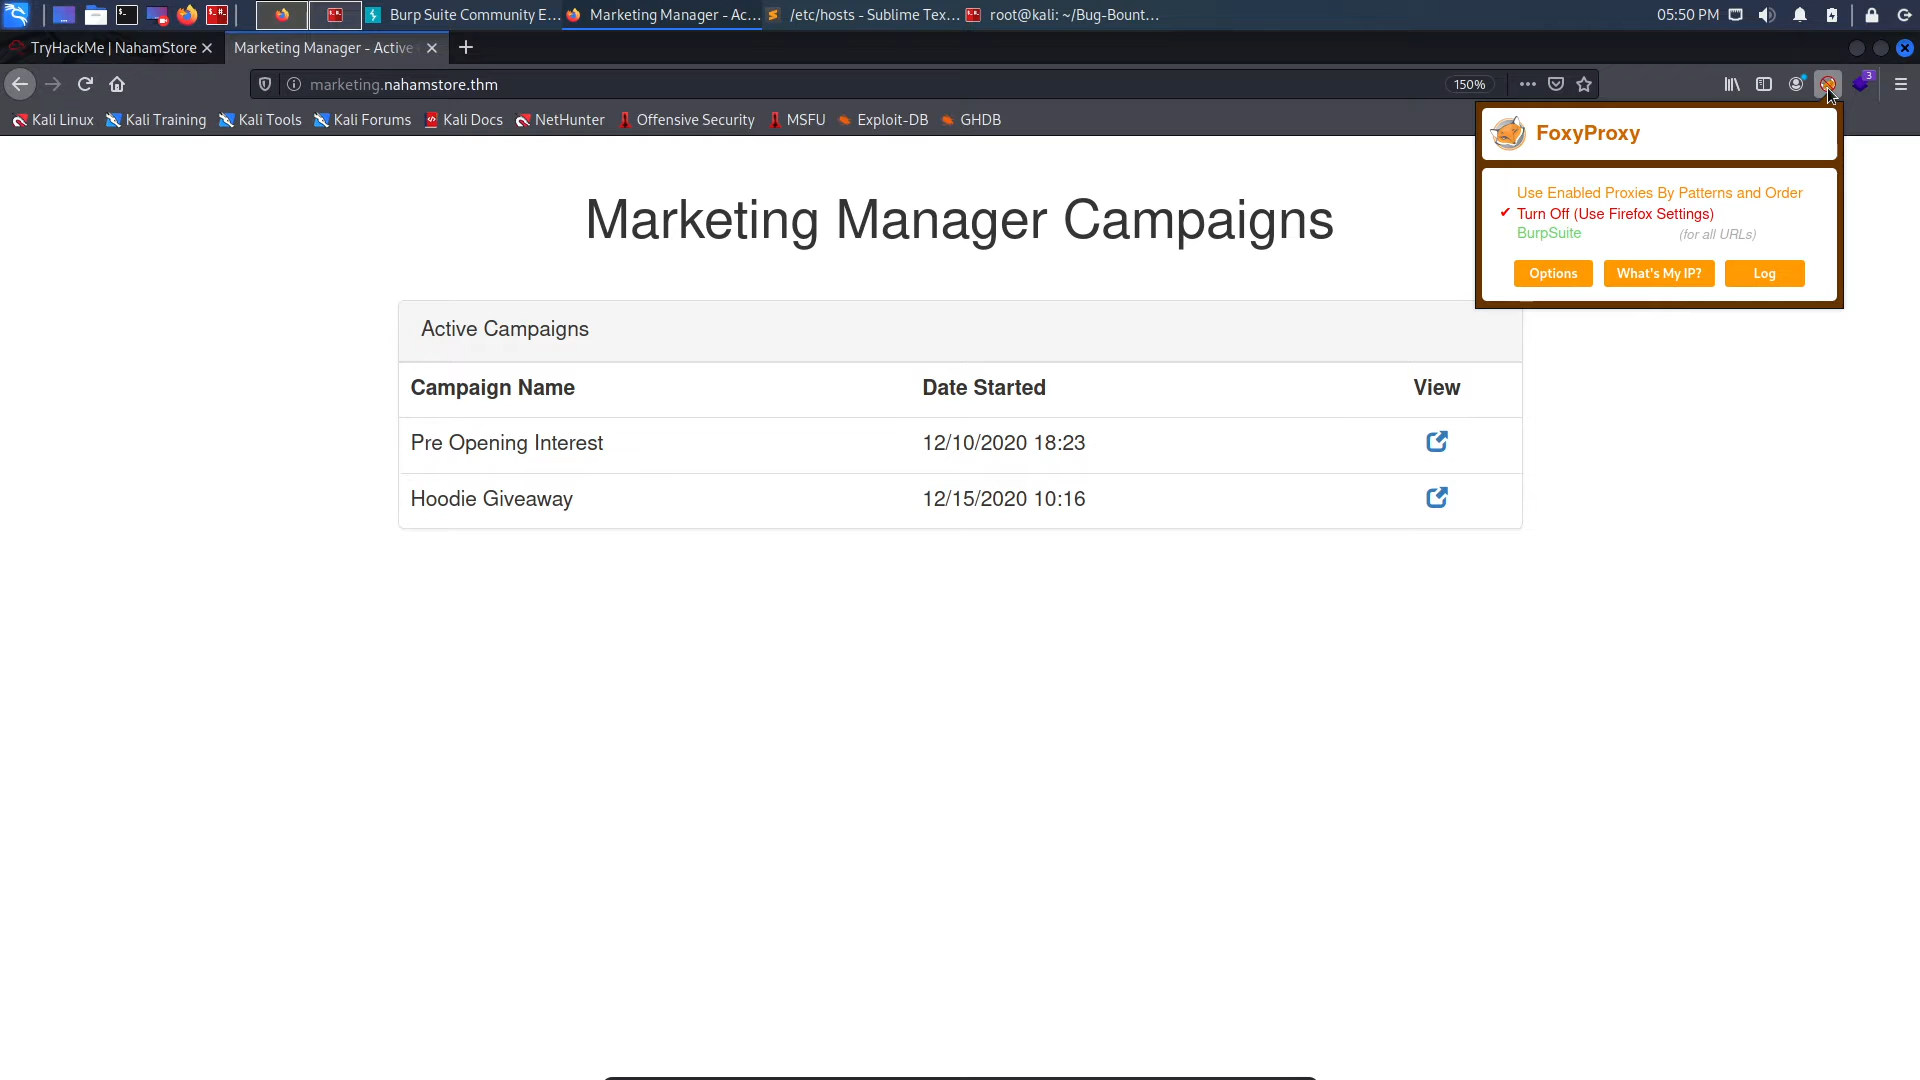 Burp Suite Community E... Marketing Manager - Ac... /etc/hosts - Sublime Tex... root@kali: ~/Bug-Bount... 05:50 PM
TryHackMe | NahamStore Marketing Manager - Active
marketing.nahamstore.thm 150% 3
Kali Linux Kali Training Kali Tools Kali Forums Kali Docs NetHunter Offensive Security MSFU Exploit-DB GHDB
FoxyProxy
Use Enabled Proxies By Patterns and Order
✔ Turn Off (Use Firefox Settings)
BurpSuite (for all URLs)
Options What's My IP? Log
Marketing Manager Campaigns
Active Campaigns
Campaign Name Date Started View
Pre Opening Interest 12/10/2020 18:23
Hoodie Giveaway 12/15/2020 10:16